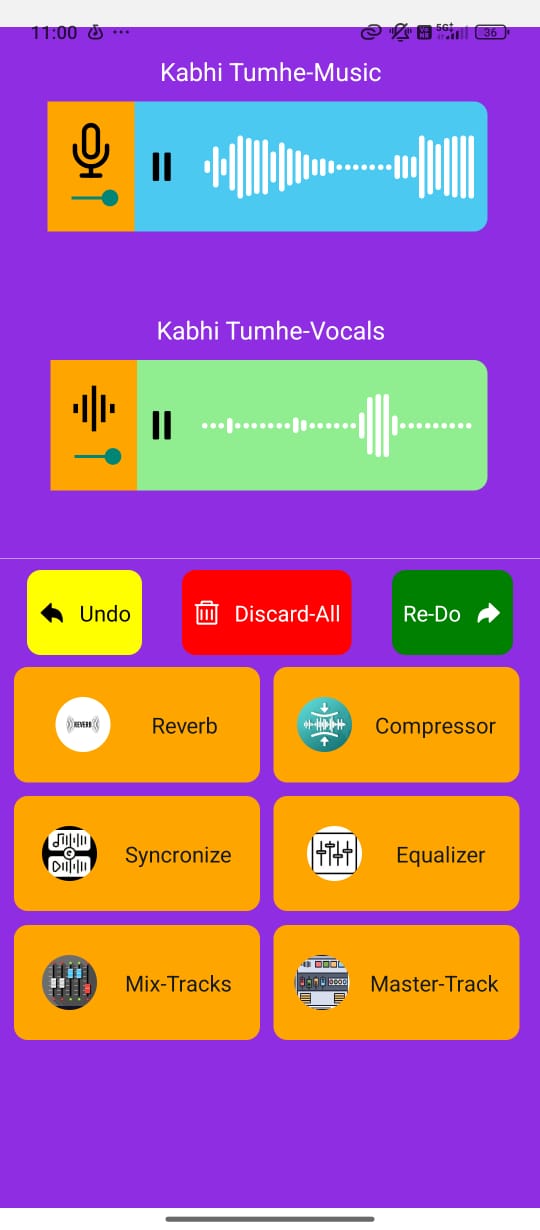 11:00
5G
36
Kabhi Tumhe-Music
Kabhi Tumhe-Vocals
Undo
Discard-All
Re-Do
REVERB
Reverb
Compressor
Syncronize
Equalizer
Mix-Tracks
Master-Track